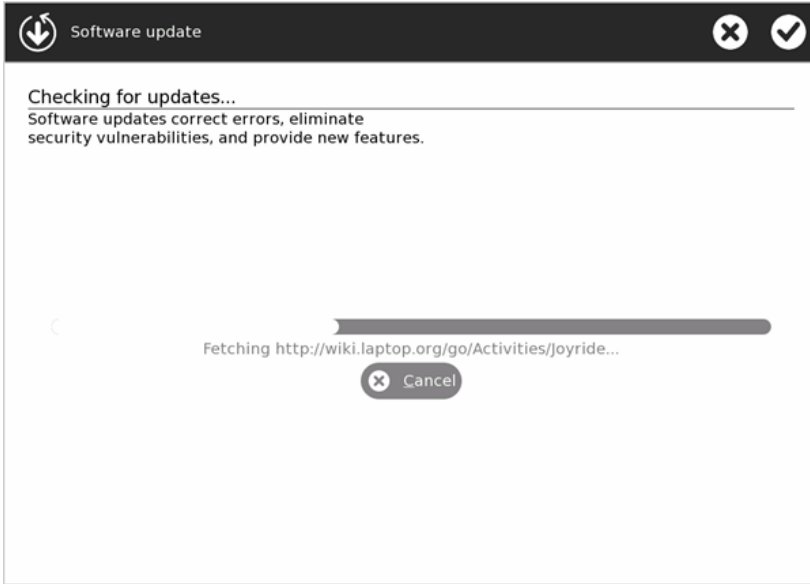 Software update
Checking for updates...
Software updates correct errors, eliminate
security vulnerabilities, and provide new features.
Fetching http://wiki.laptop.org/go/Activities/Joyride...
Cancel